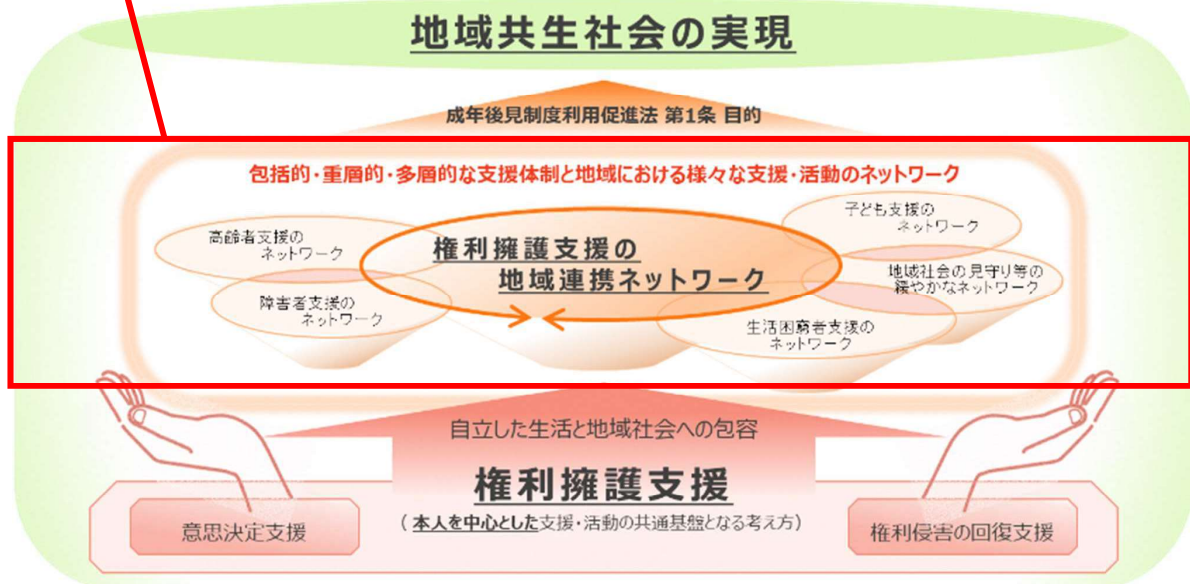 地域共生社会の実現
成年後見制度利用促進法 第1条 目的
包括的・重層的・多層的な支援体制と地域における様々な支援・活動のネットワーク
高齢者支援の
ネットワーク
障害者支援の
ネットワーク
権利擁護支援の
地域連携ネットワーク
子ども支援の
ネットワーク
地域社会の見守り等の
緩やかなネットワーク
生活困窮者支援の
ネットワーク
自立した生活と地域社会への包容
権利擁護支援
（本人を中心とした支援・活動の共通基盤となる考え方）
意思決定支援
権利侵害の回復支援